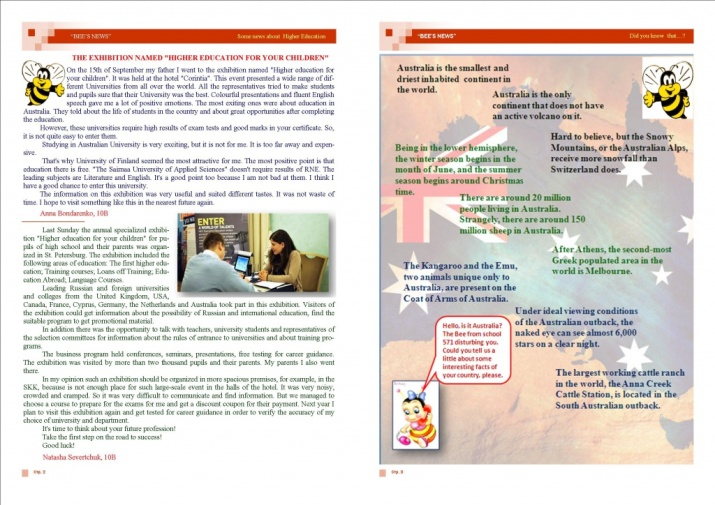 "BEE'S NEWS"
Some news about Higher Education
THE EXHIBITION NAMED "HIGHER EDUCATION FOR YOUR CHILDREN"
On the 15th of September my father I went to the exhibition named "Higher education for
your children". It was held at the hotel "Corintia". This event presented a wide range of dif-
ferent Universities from all over the world. All the representatives tried to make students
and pupils sure that their University was the best. Colourful presentations and fluent English
speech gave me a lot of positive emotions. The most exiting ones were about education in
Australia. They told about the life of students in the country and about great opportunities after completing
the education.
However, these universities require high results of exam tests and good marks in your certificate. So,
it is not quite easy to enter them.
Studying in Australian University is very exciting, but it is not for me. It is too far away and expen-
sive.
That's why University of Finland seemed the most attractive for me. The most positive point is that
education there is free. "The Saimaa University of Applied Sciences" doesn't require results of RNE. The
leading subjects are Literature and English. It's a good point too because I am not bad at them. I think I
have a good chance to enter this university.
The information on this exhibition was very useful and suited different tastes. It was not waste of
time. I hope to visit something like this in the nearest future again.
Anna Bondarenko, 10B
Last Sunday the annual specialized exhibi-
tion "Higher education for your children" for pu-
pils of high school and their parents was organ-
ized in St. Petersburg. The exhibition included the
following areas of education: The first higher edu-
cation; Training courses; Loans off Training; Edu-
cation Abroad; Language Courses.
Leading Russian and foreign universities
and colleges from the United Kingdom, USA,
Canada, France, Cyprus, Germany, the Netherlands and Australia took part in this exhibition. Visitors of
the exhibition could get information about the possibility of Russian and international education, find the
suitable program to get promotional material.
In addition there was the opportunity to talk with teachers, university students and representatives of
the selection committees for information about the rules of entrance to universities and about training pro-
grams.
The business program held conferences, seminars, presentations, free testing for career guidance.
The exhibition was visited by more than two thousand pupils and their parents. My parents I also went
there.
In my opinion such an exhibition should be organized in more spacious premises, for example, in the
SKK, because is not enough place for such large-scale event in the halls of the hotel. It was very noisy,
crowded and cramped. So it was very difficult to communicate and find information. But we managed to
choose a course to prepare for the exams for me and get a discount coupon for their payment. Next year I
plan to visit this exhibition again and get tested for career guidance in order to verify the accuracy of my
choice of university and department.
It's time to think about your future profession!
Take the first step on the road to success!
Good luck!
Natasha Severtchuk, 10B
ENTER
"BEE'S NEWS"
Did you know that...?
Australia is the smallest and
driest inhabited continent in
the world.
Australia is the only
continent that does not have
an active volcano on it.
Hard to believe, but the Snowy
Mountains, or the Australian Alps,
receive more snowfall than
Switzerland does.
Being in the lower hemisphere,
the winter season begins in the
month of June, and the summer
season begins around Christmas
time.
There are around 20 million
people living in Australia.
Strangely, there are around 150
million sheep in Australia.
After Athens, the second-most
Greek populated area in the
world is Melbourne.
The Kangaroo and the Emu,
two animals unique only to
Australia, are present on the
Coat of Arms of Australia.
Under ideal viewing conditions
of the Australian outback, the
naked eye can see almost 6,000
stars on a clear night.
Hello, is it Australia?
The Bee from school
571 disturbing you.
Could you tell us a
little about some
interesting facts of
your country, please.
The largest working cattle ranch
in the world, the Anna Creek
Cattle Station, is located in the
South Australian outback.